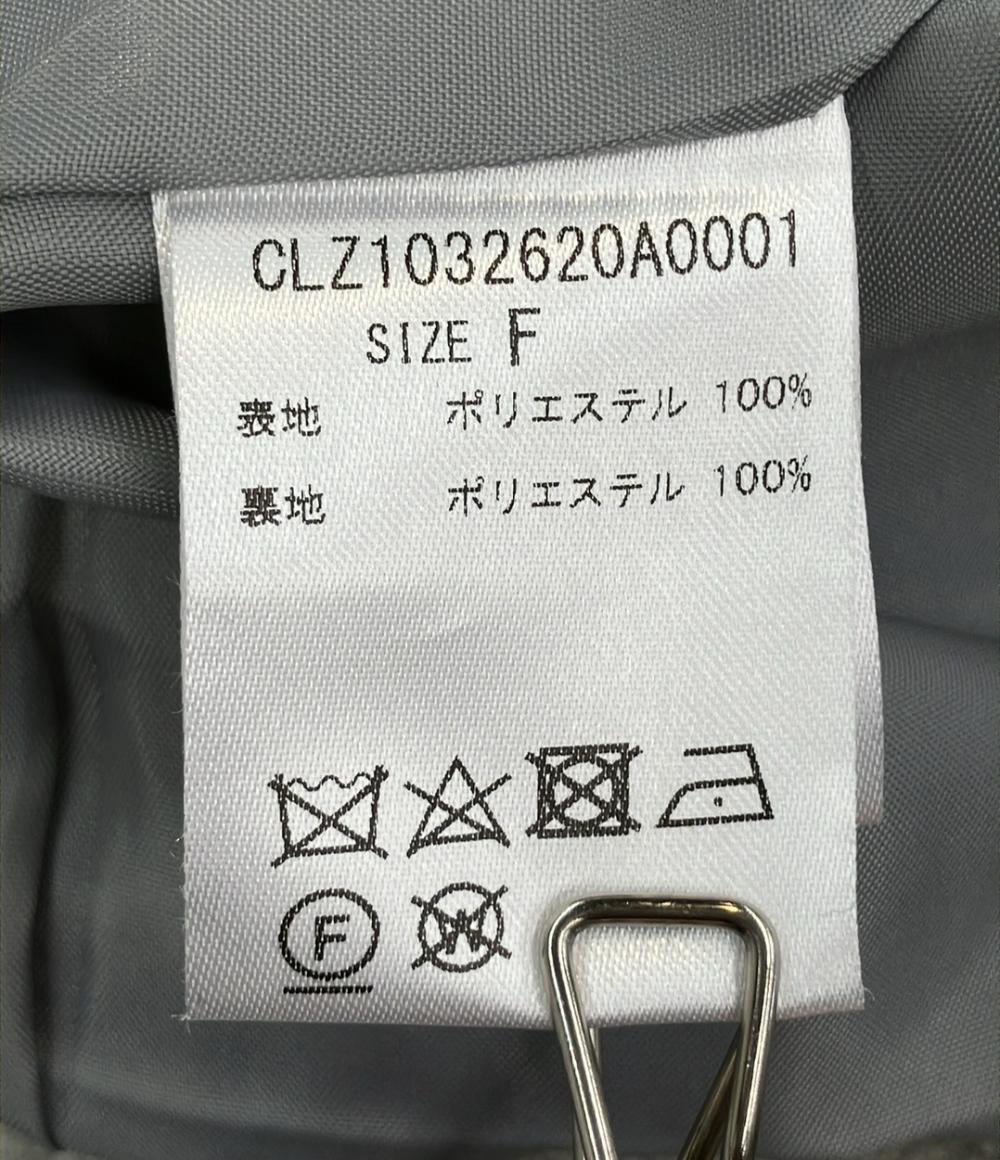 CLZ1032620A0001
SIZE F
表地 ポリエステル 100%
裏地 ポリエステル 100%
F
W